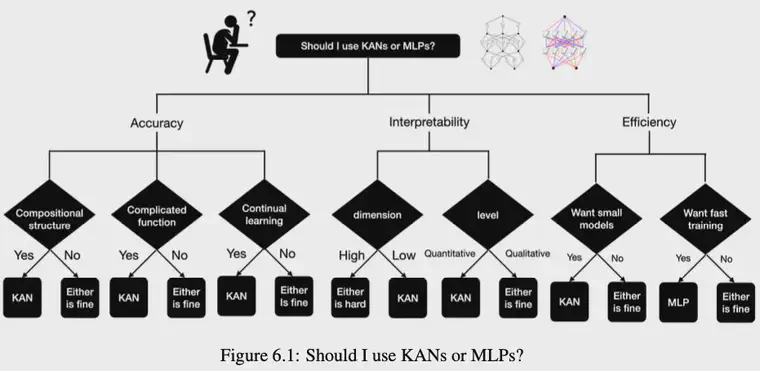 ?
Should I use KANs or MLPs?
Accuracy
Interpretability
Efficiency
Compositional
structure
Complicated
function
Continual
learning
dimension
level
Want small
models
Want fast
training
Yes
No
Yes
No
Yes
No
High
Low
Quantitative
Qualitative
Yes
No
Yes
No
KAN
Either
is fine
KAN
Either
is fine
KAN
Either
Is fine
Either
is hard
KAN
KAN
Either
is fine
KAN
Either
is fine
MLP
Either
is fine
Figure 6.1: Should I use KANs or MLPs?